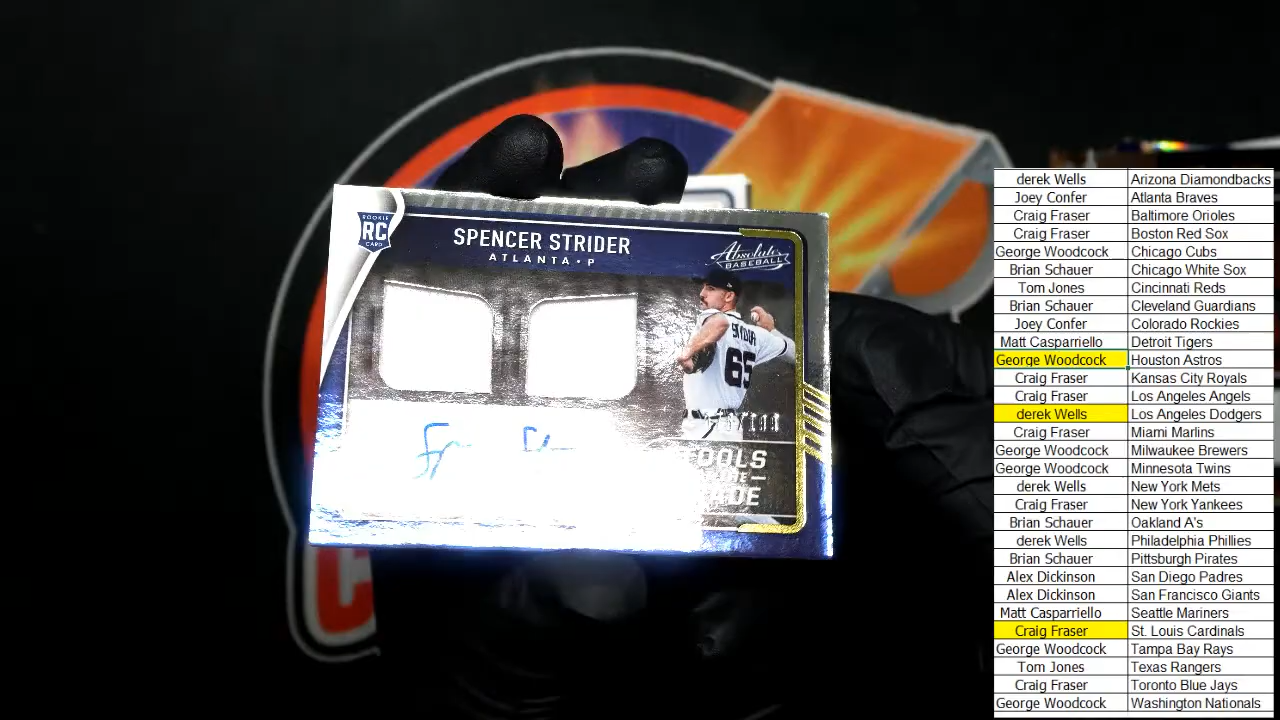 ROOKIE
RC
CARD
SPENCER STRIDER
ATLANTA • P
Absolute
BASEBALL
STRIDER
65
TOOLS
derek Wells Arizona Diamondbacks
Joey Confer Atlanta Braves
Craig Fraser Baltimore Orioles
Craig Fraser Boston Red Sox
George Woodcock Chicago Cubs
Brian Schauer Chicago White Sox
Tom Jones Cincinnati Reds
Brian Schauer Cleveland Guardians
Joey Confer Colorado Rockies
Matt Casparriello Detroit Tigers
George Woodcock Houston Astros
Craig Fraser Kansas City Royals
Craig Fraser Los Angeles Angels
derek Wells Los Angeles Dodgers
Craig Fraser Miami Marlins
George Woodcock Milwaukee Brewers
George Woodcock Minnesota Twins
derek Wells New York Mets
Craig Fraser New York Yankees
Brian Schauer Oakland A's
derek Wells Philadelphia Phillies
Brian Schauer Pittsburgh Pirates
Alex Dickinson San Diego Padres
Alex Dickinson San Francisco Giants
Matt Casparriello Seattle Mariners
Craig Fraser St. Louis Cardinals
George Woodcock Tampa Bay Rays
Tom Jones Texas Rangers
Craig Fraser Toronto Blue Jays
George Woodcock Washington Nationals